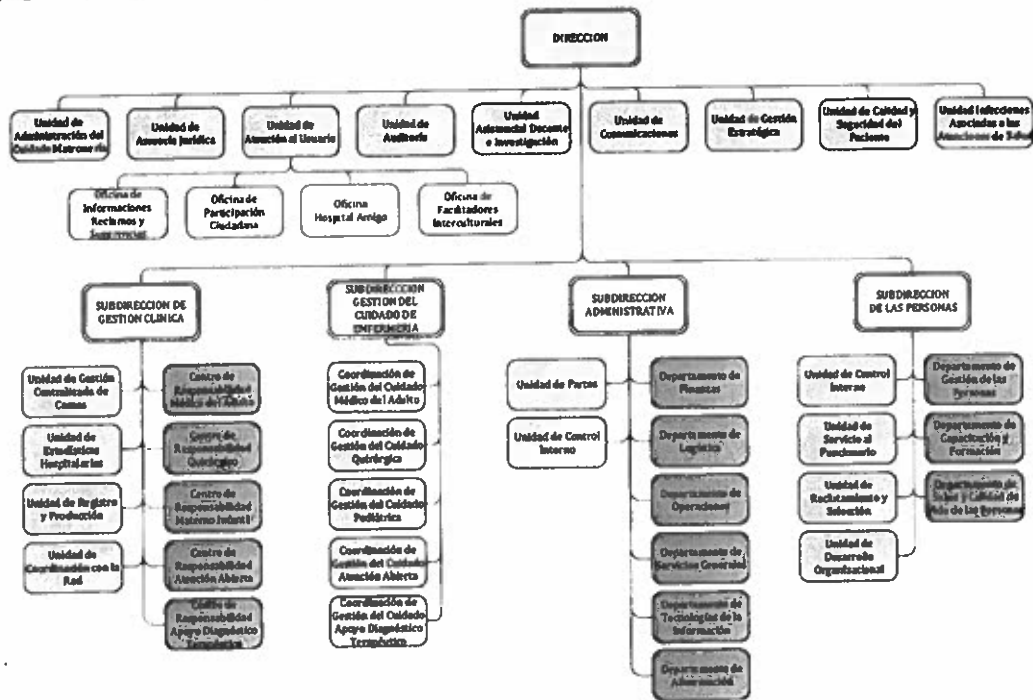 DIRECCION
Unidad de
Administración del
Cuidado Matronería
Unidad de
Asesoría Jurídica
Unidad de
Atención al Usuario
Unidad de
Auditoría
Unidad
Asistencial Docente
e Investigación
Unidad de
Comunicaciones
Unidad de Gestión
Estratégica
Unidad de Calidad y
Seguridad del
Paciente
Unidad Infecciones
Asociadas a las
Atenciones de Salud
Oficina de
Informaciones
Reclamos y
Sugerencias
Oficina de
Participación
Ciudadana
Oficina
Hospital Amigo
Oficina de
Facilitadores
Interculturales
SUBDIRECCION DE
GESTION CLINICA
SUBDIRECCCION
GESTION DEL
CUIDADO DE
ENFERMERIA
SUBDIRECCION
ADMINISTRATIVA
SUBDIRECCION
DE LAS PERSONAS
Unidad de Gestión
Centralizada de
Camas
Unidad de
Estadísticas
Hospitalarias
Unidad de Registro
y Producción
Unidad de
Coordinación con la
Red
Centro de
Responsabilidad
Médico del Adulto
Centro de
Responsabilidad
Quirúrgico
Centro de
Responsabilidad
Materno Infantil
Centro de
Responsabilidad
Atención Abierta
Centro de
Responsabilidad
Apoyo Diagnóstico
Terapéutico
Coordinación de
Gestión del Cuidado
Médico del Adulto
Coordinación de
Gestión del Cuidado
Quirúrgica
Coordinación de
Gestión del Cuidado
Pediátrica
Coordinación de
Gestión del Cuidado
Atención Abierta
Coordinación de
Gestión del Cuidado
Apoyo Diagnóstico
Terapéutico
Unidad de Partes
Unidad de Control
Interno
Departamento de
Finanzas
Departamento de
Logística
Departamento de
Operaciones
Departamento de
Servicios Generales
Departamento de
Tecnologías de la
Información
Departamento de
Alimentación
Unidad de Control
Interno
Unidad de
Servicio al
Funcionario
Unidad de
Reclutamiento y
Selección
Unidad de
Desarrollo
Organizacional
Departamento de
Gestión de las
Personas
Departamento de
Capacitación y
Formación
Departamento de
Salud y Calidad de
Vida de las Personas